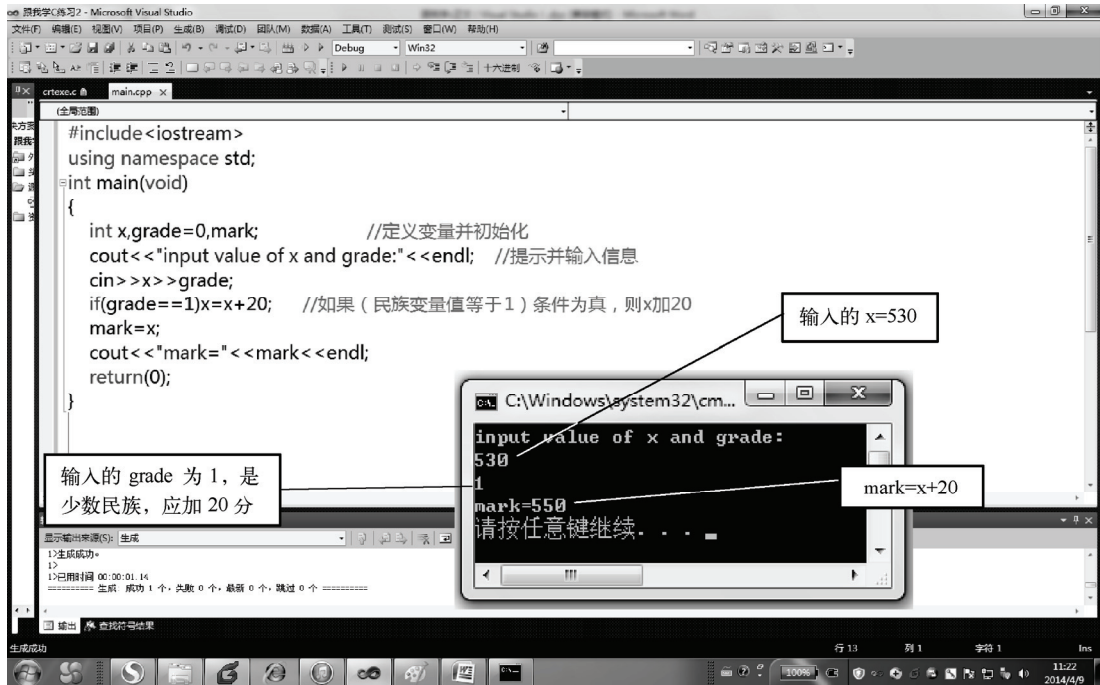 跟我学C练习2 - Microsoft Visual Studio
文件(F) 编辑(E) 视图(V) 项目(P) 生成(B) 调试(D) 团队(M) 数据(A) 工具(T) 测试(S) 窗口(W) 帮助(H)
Debug Win32
十六进制
crtexe.c main.cpp
(全局范围)
#include<iostream>
using namespace std;
int main(void)
{
int x,grade=0,mark; //定义变量并初始化
cout<<"input value of x and grade:"<<endl; //提示并输入信息
cin>>x>>grade;
if(grade==1)x=x+20; //如果（民族变量值等于1）条件为真，则x加20
mark=x;
cout<<"mark="<<mark<<endl;
return(0);
}
输入的 x=530
C:\Windows\system32\cm...
input value of x and grade:
530
1
mark=550
请按任意键继续. . .
输入的 grade 为 1，是
少数民族，应加 20 分
mark=x+20
显示输出来源(S): 生成
1>生成成功。
1>
1>已用时间 00:00:01.14
========== 生成: 成功 1 个，失败 0 个，最新 0 个，跳过 0 个 ==========
输出 查找符号结果
生成成功 行 13 列 1 字符 1 Ins
100%
11:22
2014/4/9